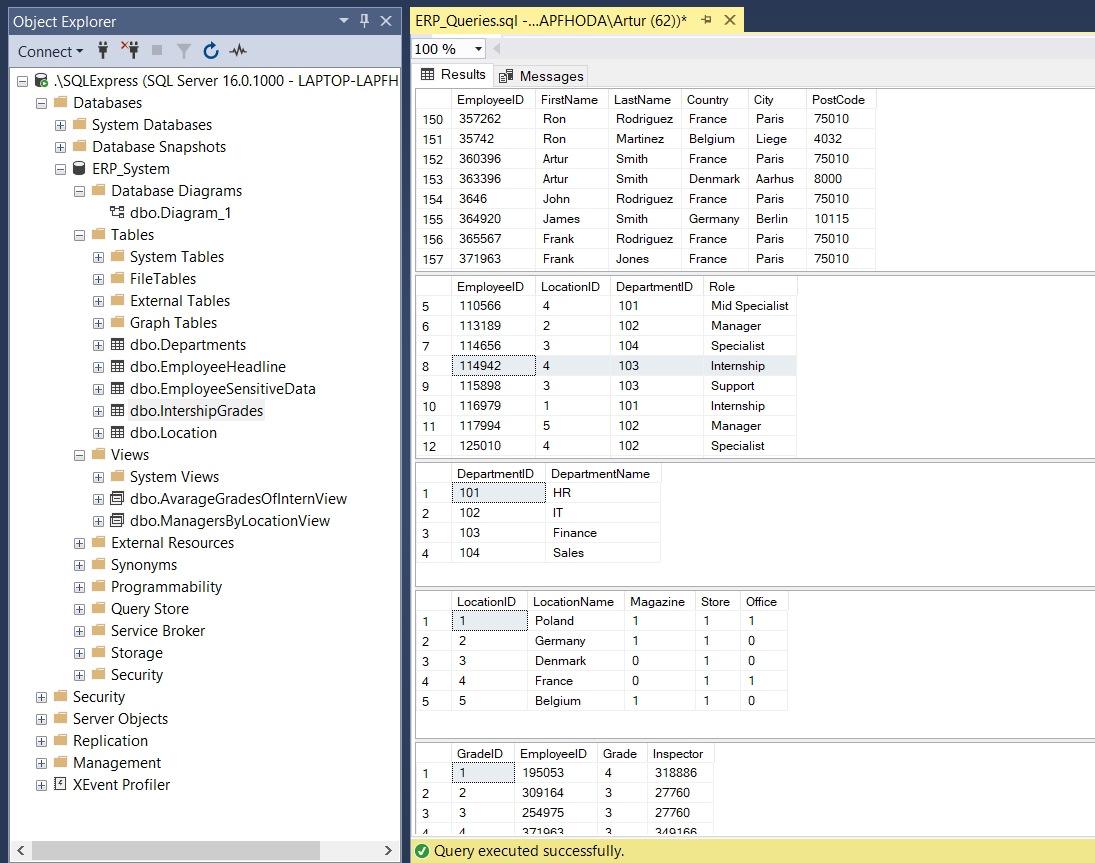 Object Explorer
Connect
.\SQLExpress (SQL Server 16.0.1000 - LAPTOP-LAPFH
Databases
System Databases
Database Snapshots
ERP_System
Database Diagrams
dbo.Diagram_1
Tables
System Tables
FileTables
External Tables
Graph Tables
dbo.Departments
dbo.EmployeeHeadline
dbo.EmployeeSensitiveData
dbo.IntershipGrades
dbo.Location
Views
System Views
dbo.AvarageGradesOfInternView
dbo.ManagersByLocationView
External Resources
Synonyms
Programmability
Query Store
Service Broker
Storage
Security
Security
Server Objects
Replication
Management
XEvent Profiler
ERP_Queries.sql -...APFHODA\Artur (62))*
100 %
Results Messages
EmployeeID FirstName LastName Country City PostCode
150 357262 Ron Rodriguez France Paris 75010
151 35742 Ron Martinez Belgium Liege 4032
152 360396 Artur Smith France Paris 75010
153 363396 Artur Smith Denmark Aarhus 8000
154 3646 John Rodriguez France Paris 75010
155 364920 James Smith Germany Berlin 10115
156 365567 Frank Rodriguez France Paris 75010
157 371963 Frank Jones France Paris 75010
EmployeeID LocationID DepartmentID Role
5 110566 4 101 Mid Specialist
6 113189 2 102 Manager
7 114656 3 104 Specialist
8 114942 4 103 Internship
9 115898 3 103 Support
10 116979 1 101 Internship
11 117994 5 102 Manager
12 125010 4 102 Specialist
DepartmentID DepartmentName
1 101 HR
2 102 IT
3 103 Finance
4 104 Sales
LocationID LocationName Magazine Store Office
1 1 Poland 1 1 1
2 2 Germany 1 1 0
3 3 Denmark 0 1 0
4 4 France 0 1 1
5 5 Belgium 1 1 0
GradeID EmployeeID Grade Inspector
1 1 195053 4 318886
2 2 309164 3 27760
3 3 254975 3 27760
4 4 371963 3 349166
Query executed successfully.